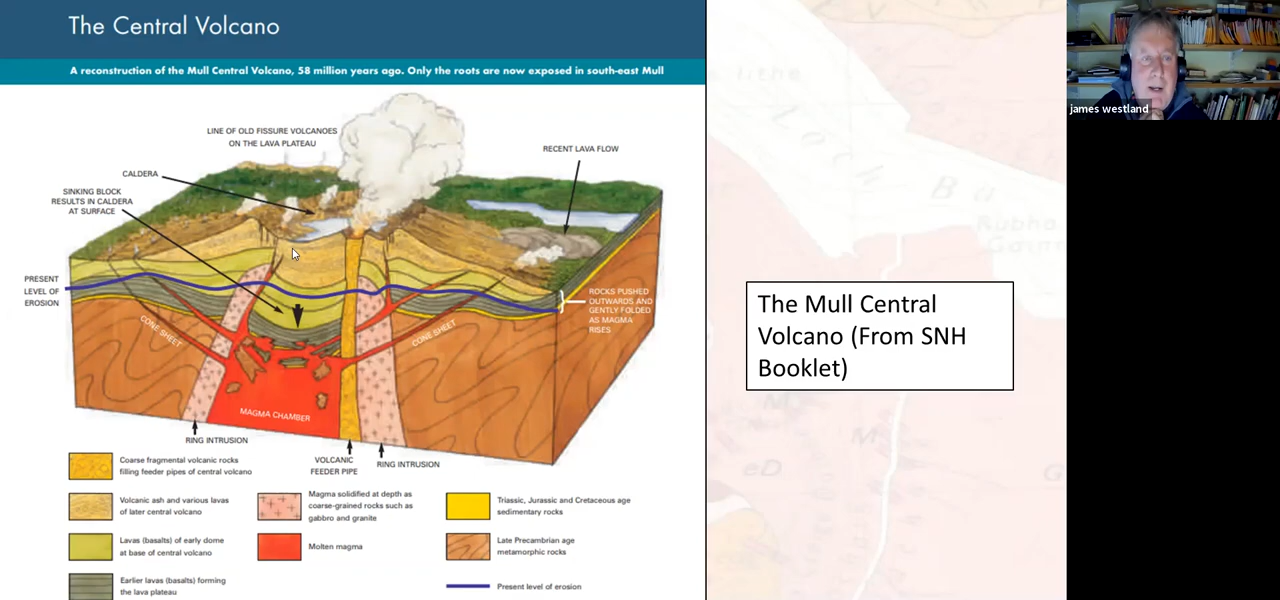 The Central Volcano
A reconstruction of the Mull Central Volcano, 58 million years ago. Only the roots are now exposed in south-east Mull
LINE OF OLD FISSURE VOLCANOES
ON THE LAVA PLATEAU
RECENT LAVA FLOW
CALDERA
SINKING BLOCK
RESULTS IN CALDERA
AT SURFACE
PRESENT
LEVEL OF
EROSION
ROCKS PUSHED
OUTWARDS AND
GENTLY FOLDED
AS MAGMA
RISES
CONE SHEET
CONE SHEET
MAGMA CHAMBER
RING INTRUSION
VOLCANIC
FEEDER PIPE
RING INTRUSION
Coarse fragmental volcanic rocks
filling feeder pipes of central volcano
Volcanic ash and various lavas
of later central volcano
Lavas (basalts) of early dome
at base of central volcano
Earlier lavas (basalts) forming
the lava plateau
Magma solidified at depth as
coarse-grained rocks such as
gabbro and granite
Molten magma
Triassic, Jurassic and Cretaceous age
sedimentary rocks
Late Precambrian age
metamorphic rocks
Present level of erosion
The Mull Central
Volcano (From SNH
Booklet)
james westland
Loch Bu
Rubha